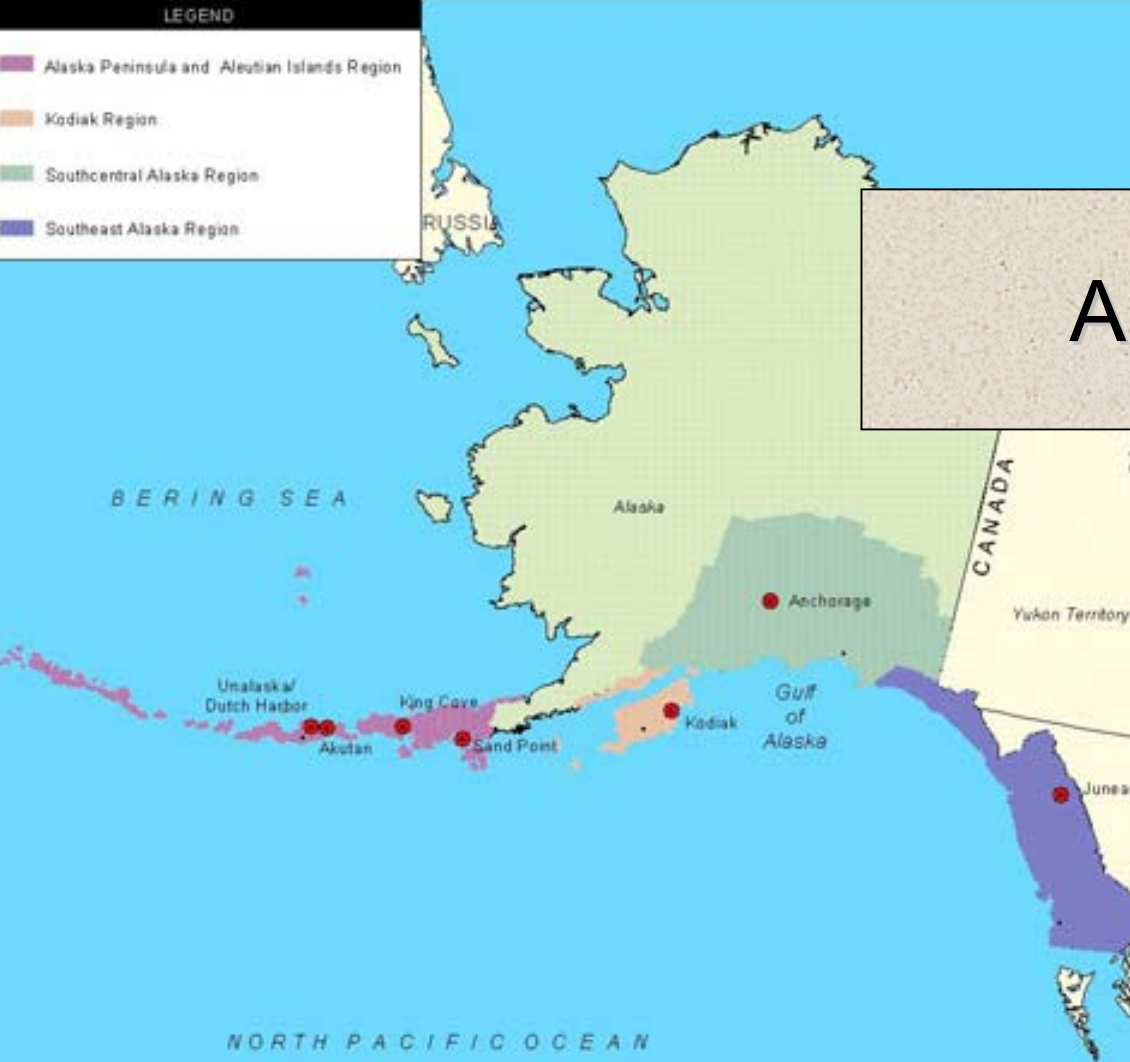 LEGEND
Alaska Peninsula and Aleutian Islands Region
Kodiak Region
Southcentral Alaska Region
Southeast Alaska Region
RUSSIA
A
BERING SEA
Alaska
CANADA
Anchorage
Yukon Territory
Unalaska/
Dutch Harbor
King Cove
Akutan
Sand Point
Kodiak
Gulf
of
Alaska
Junea
NORTH PACIFIC OCEAN